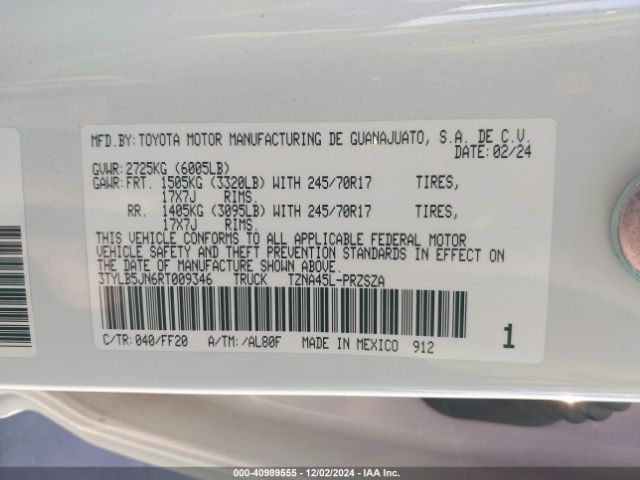 MFD.BY:TOYOTA MOTOR MANUFACTURING DE GUANAJUATO, S.A. DE C.V.
DATE:02/24
GVWR:2725KG (6005LB)
GAWR:FRT. 1505KG (3320LB) WITH 245/70R17 TIRES,
17X7J RIMS.
RR. 1405KG (3095LB) WITH 245/70R17 TIRES,
17X7J RIMS.
THIS VEHICLE CONFORMS TO ALL APPLICABLE FEDERAL MOTOR
VEHICLE SAFETY AND THEFT PREVENTION STANDARDS IN EFFECT ON
THE DATE OF MANUFACTURE SHOWN ABOVE.
3TYLB5JN6RT009346 TRUCK TZNA45L-PRZSZA
C/TR:040/FF20 A/TM:/AL80F MADE IN MEXICO 912
1
000-40989555 - 12/02/2024 - IAA Inc.